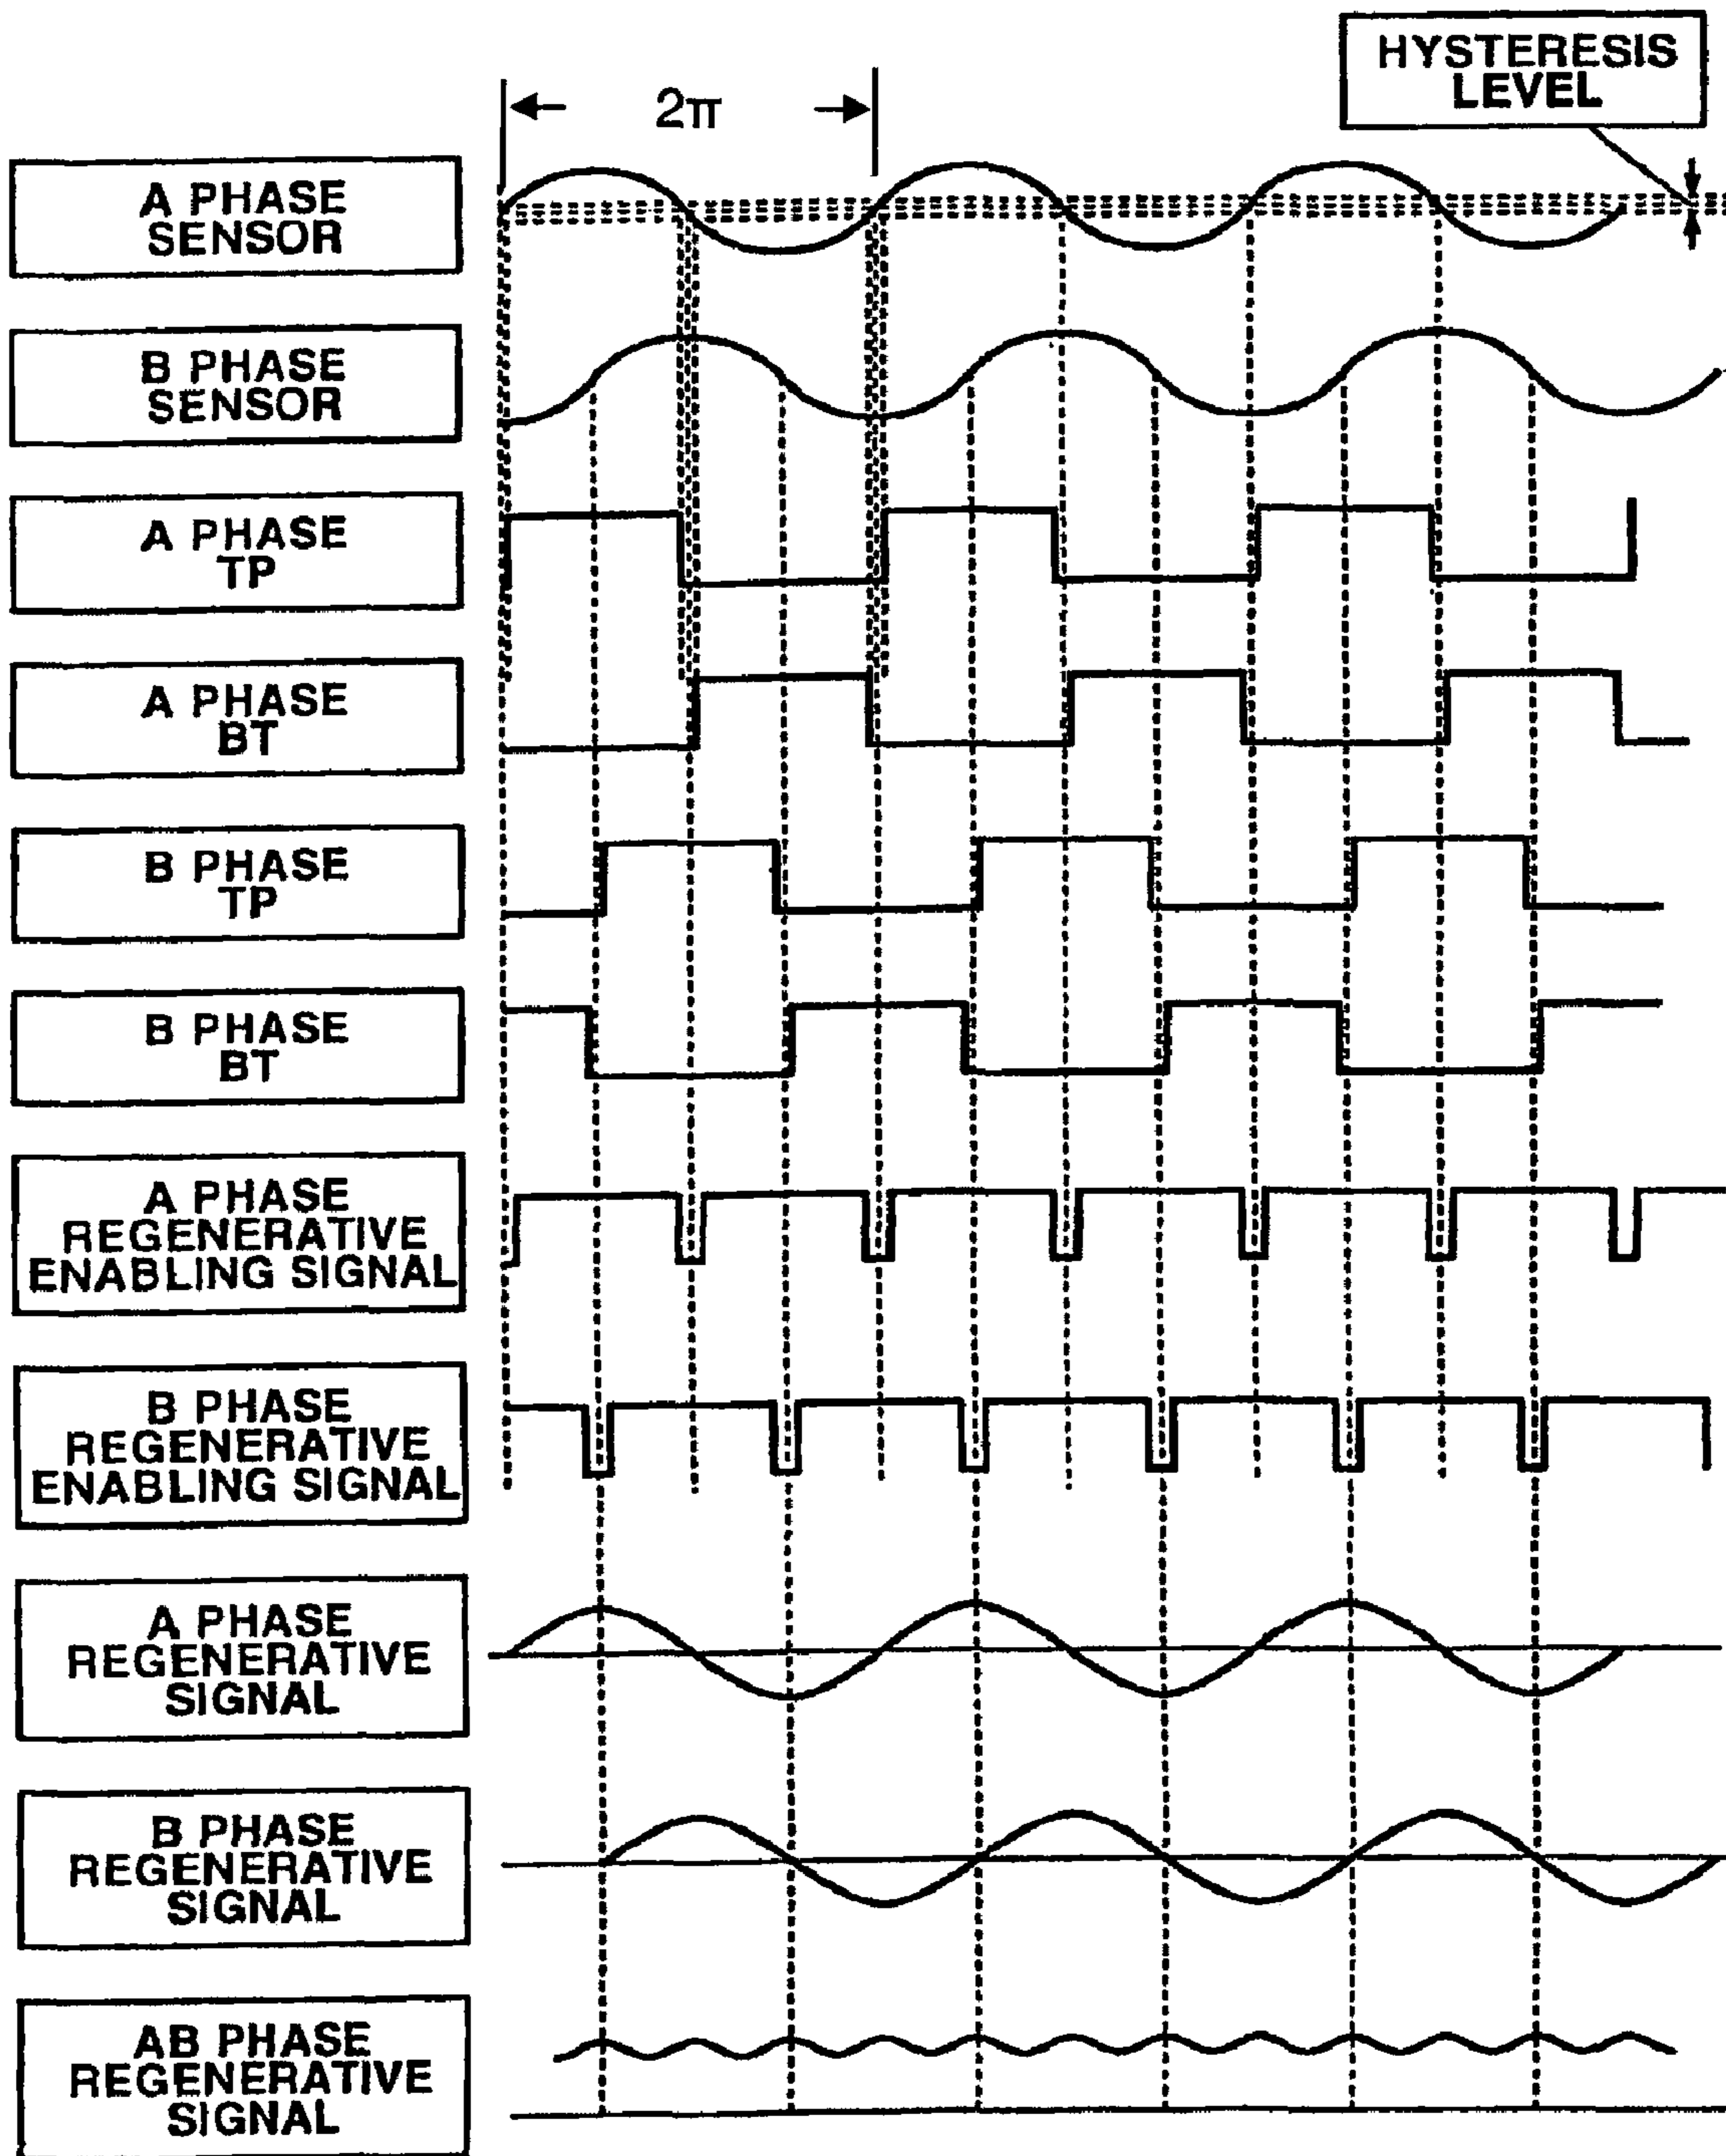 HYSTERESIS
LEVEL
2π
A PHASE
SENSOR
B PHASE
SENSOR
A PHASE
TP
A PHASE
BT
B PHASE
TP
B PHASE
BT
A PHASE
REGENERATIVE
ENABLING SIGNAL
B PHASE
REGENERATIVE
ENABLING SIGNAL
A PHASE
REGENERATIVE
SIGNAL
B PHASE
REGENERATIVE
SIGNAL
AB PHASE
REGENERATIVE
SIGNAL